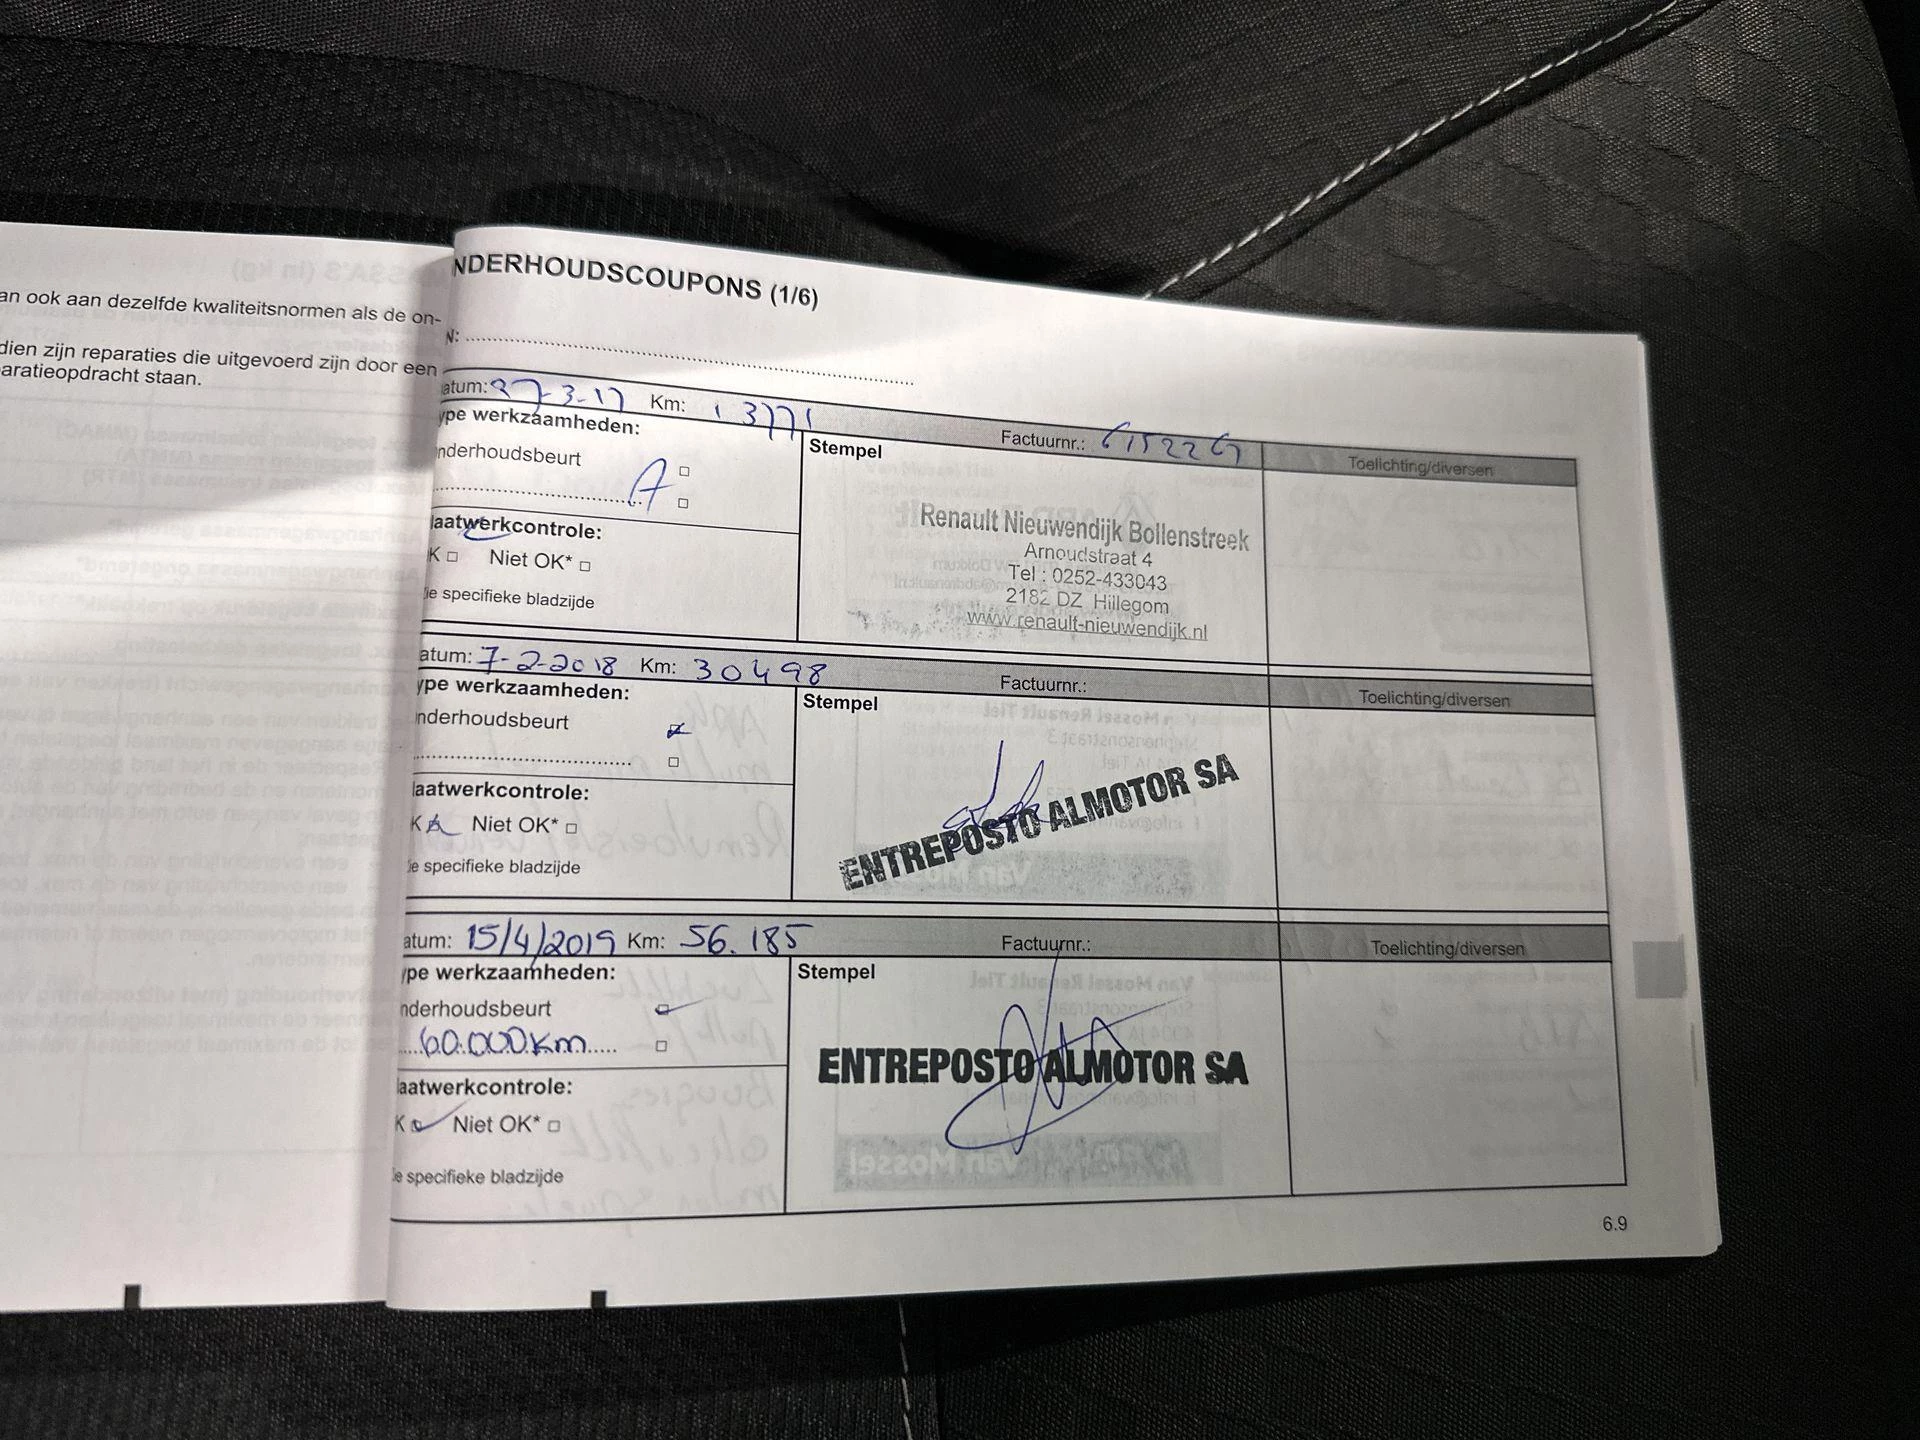 an ook aan dezelfde kwaliteitsnormen als de on-
dien zijn reparaties die uitgevoerd zijn door een
aratieopdracht staan.
NDERHOUDSCOUPONS (1/6)
N:
atum: 27-3-17 Km: 13771 Factuurnr.: Toelichting/diversen
ype werkzaamheden: Stempel
nderhoudsbeurt
A
laatwerkcontrole:
K Niet OK*
ie specifieke bladzijde
Renault Nieuwendijk Bollenstreek
Arnoudstraat 4
Tel : 0252-433043
2182 DZ Hillegom
www.renault-nieuwendijk.nl
atum: 7-2-2018 Km: 30498 Factuurnr.: Toelichting/diversen
ype werkzaamheden: Stempel
nderhoudsbeurt
laatwerkcontrole:
K Niet OK*
ie specifieke bladzijde
ENTREPOSTO ALMOTOR SA
atum: 15/4/2019 Km: 56.185 Factuurnr.: Toelichting/diversen
ype werkzaamheden: Stempel
nderhoudsbeurt
60.000km
laatwerkcontrole:
K Niet OK*
ie specifieke bladzijde
ENTREPOSTO ALMOTOR SA
6.9